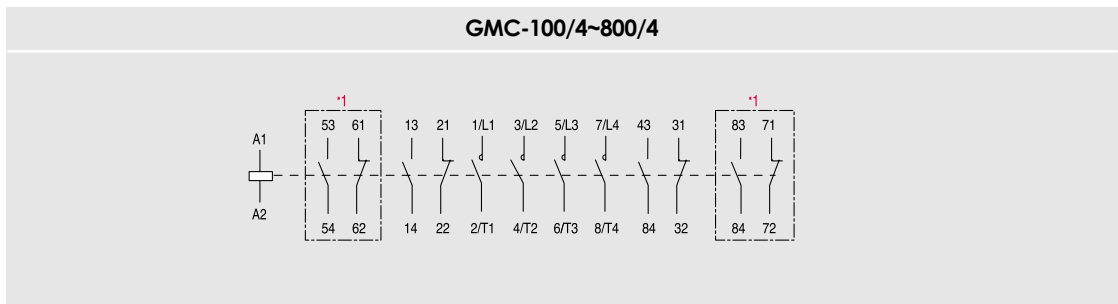 GMC-100/4~800/4
*1 *1
53 61 13 21 1/L1 3/L2 5/L3 7/L4 43 31 83 71
A1
A2
54 62 14 22 2/T1 4/T2 6/T3 8/T4 84 32 84 72